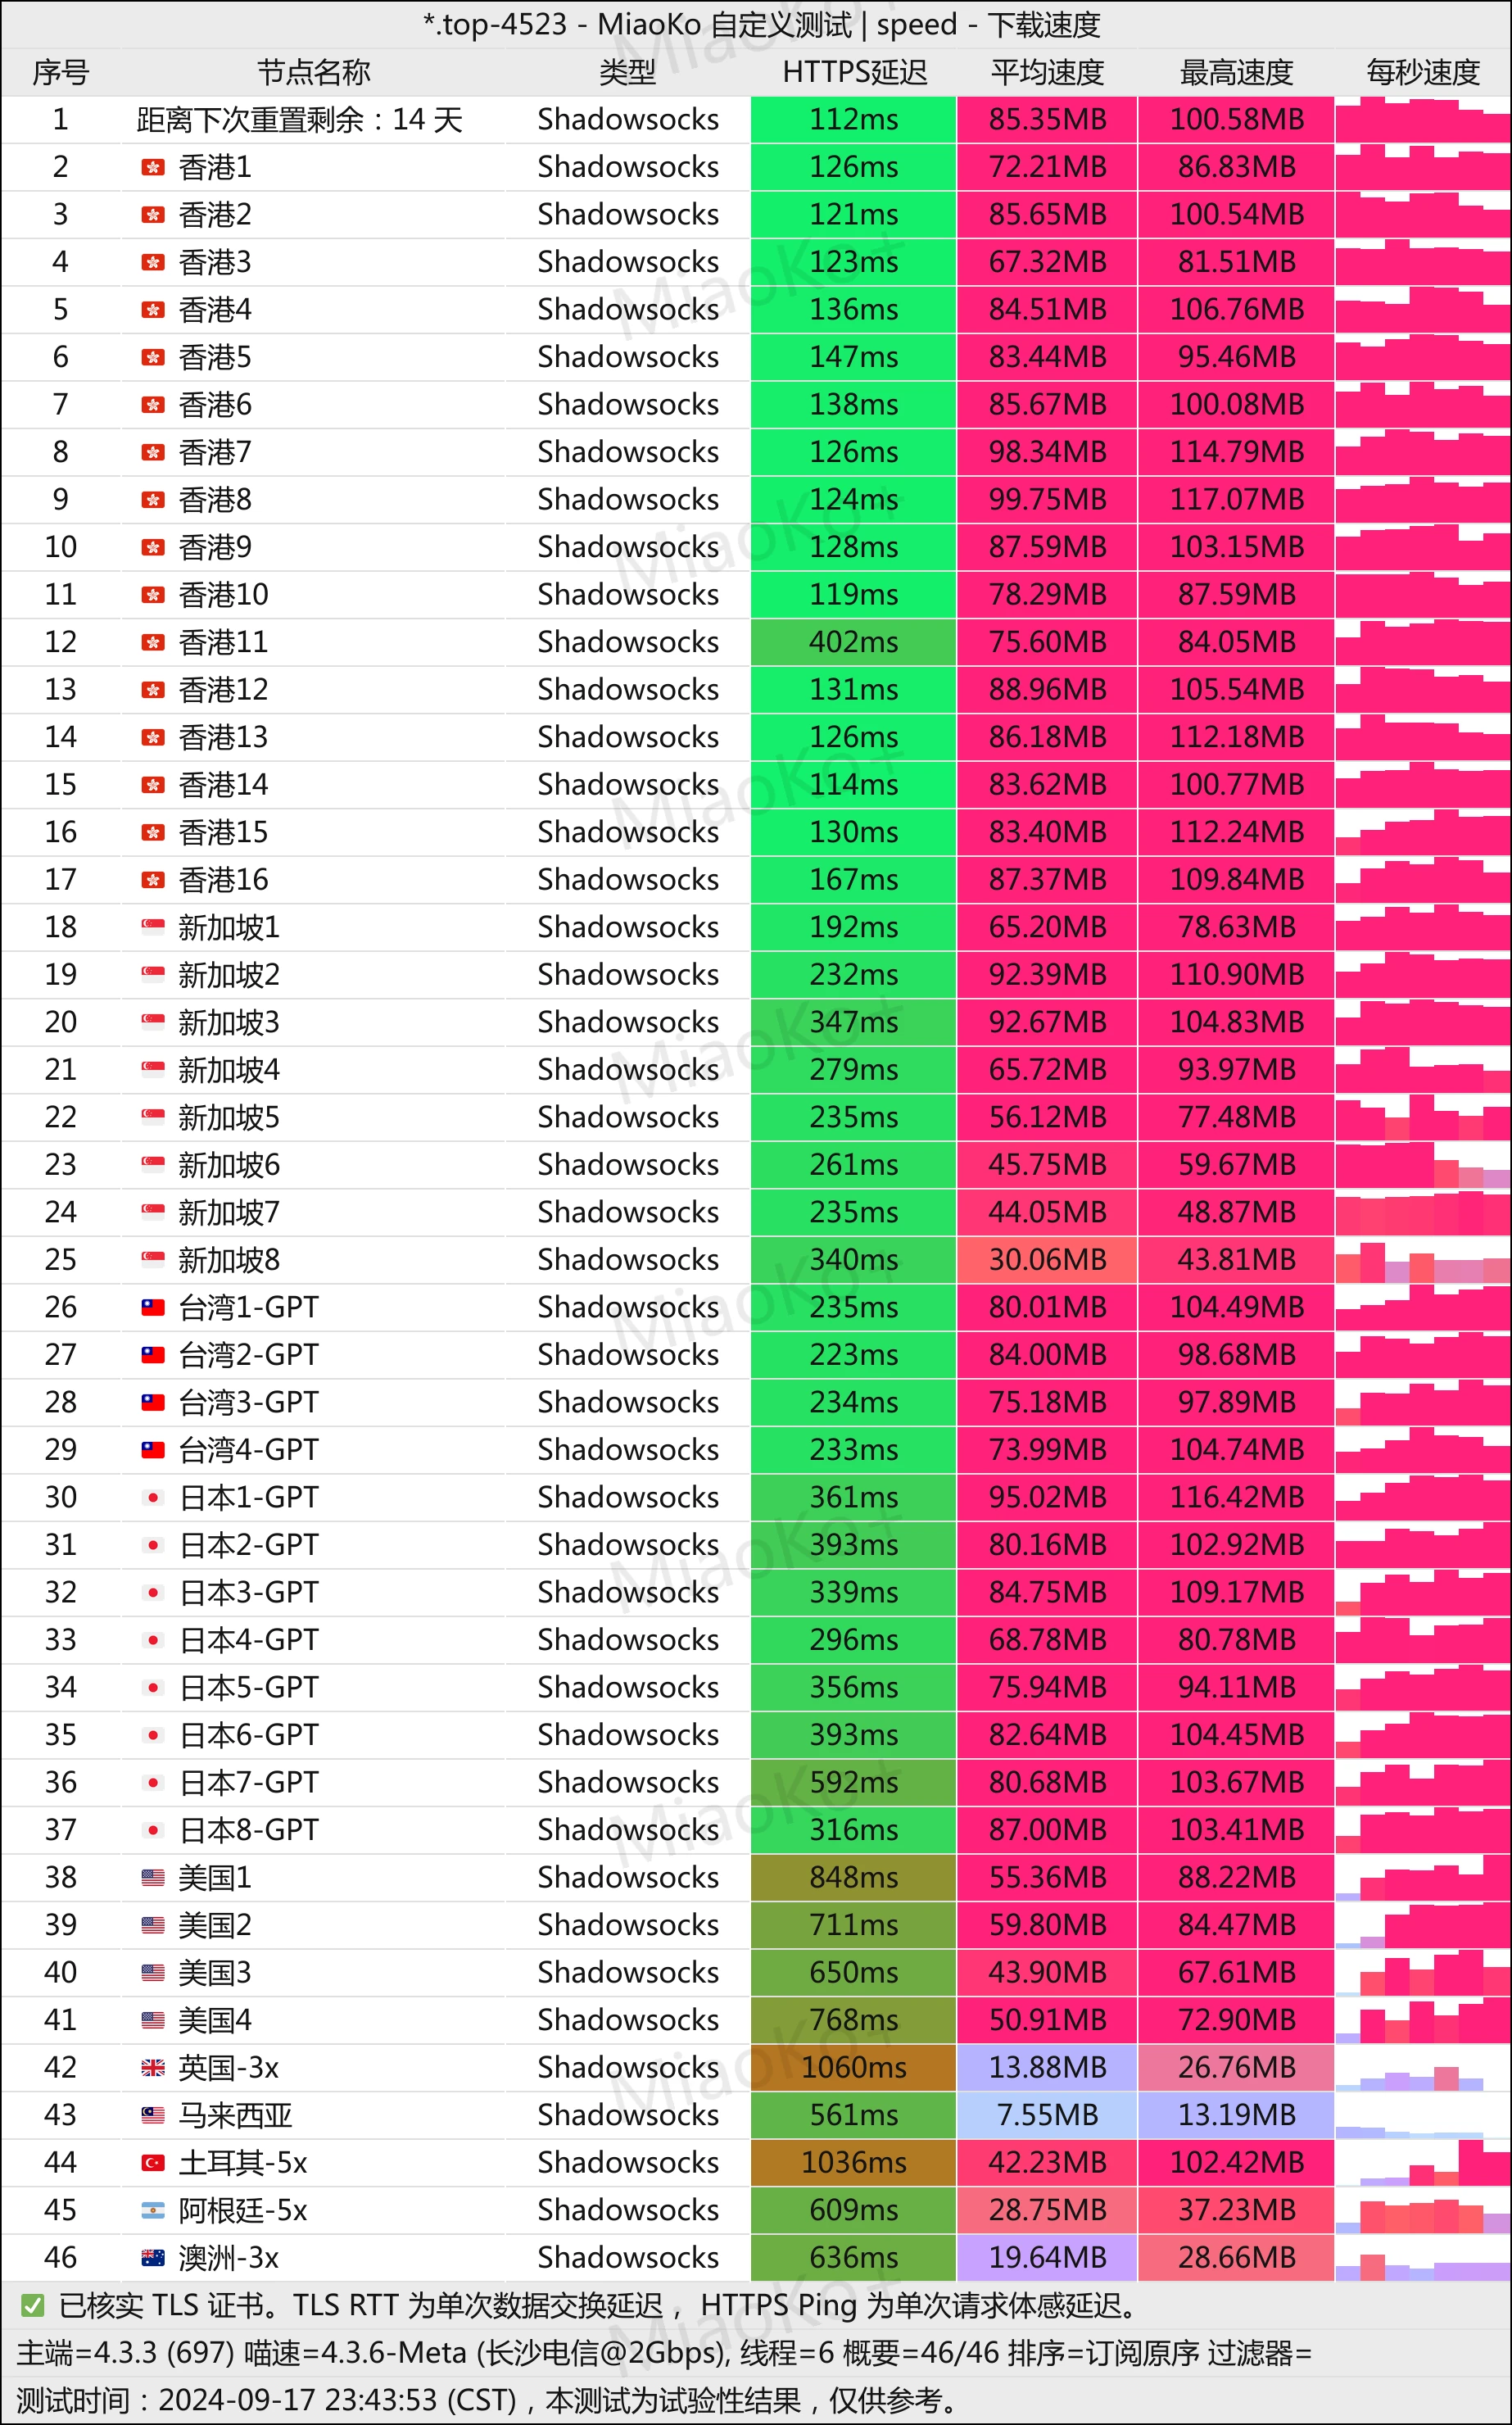 *.top-4523 - MiaoKo 自定义测试 | speed - 下载速度
序号 节点名称 类型 HTTPS延迟 平均速度 最高速度 每秒速度
1 距离下次重置剩余：14 天 Shadowsocks 112ms 85.35MB 100.58MB
2 香港1 Shadowsocks 126ms 72.21MB 86.83MB
3 香港2 Shadowsocks 121ms 85.65MB 100.54MB
4 香港3 Shadowsocks 123ms 67.32MB 81.51MB
5 香港4 Shadowsocks 136ms 84.51MB 106.76MB
6 香港5 Shadowsocks 147ms 83.44MB 95.46MB
7 香港6 Shadowsocks 138ms 85.67MB 100.08MB
8 香港7 Shadowsocks 126ms 98.34MB 114.79MB
9 香港8 Shadowsocks 124ms 99.75MB 117.07MB
10 香港9 Shadowsocks 128ms 87.59MB 103.15MB
11 香港10 Shadowsocks 119ms 78.29MB 87.59MB
12 香港11 Shadowsocks 402ms 75.60MB 84.05MB
13 香港12 Shadowsocks 131ms 88.96MB 105.54MB
14 香港13 Shadowsocks 126ms 86.18MB 112.18MB
15 香港14 Shadowsocks 114ms 83.62MB 100.77MB
16 香港15 Shadowsocks 130ms 83.40MB 112.24MB
17 香港16 Shadowsocks 167ms 87.37MB 109.84MB
18 新加坡1 Shadowsocks 192ms 65.20MB 78.63MB
19 新加坡2 Shadowsocks 232ms 92.39MB 110.90MB
20 新加坡3 Shadowsocks 347ms 92.67MB 104.83MB
21 新加坡4 Shadowsocks 279ms 65.72MB 93.97MB
22 新加坡5 Shadowsocks 235ms 56.12MB 77.48MB
23 新加坡6 Shadowsocks 261ms 45.75MB 59.67MB
24 新加坡7 Shadowsocks 235ms 44.05MB 48.87MB
25 新加坡8 Shadowsocks 340ms 30.06MB 43.81MB
26 台湾1-GPT Shadowsocks 235ms 80.01MB 104.49MB
27 台湾2-GPT Shadowsocks 223ms 84.00MB 98.68MB
28 台湾3-GPT Shadowsocks 234ms 75.18MB 97.89MB
29 台湾4-GPT Shadowsocks 233ms 73.99MB 104.74MB
30 日本1-GPT Shadowsocks 361ms 95.02MB 116.42MB
31 日本2-GPT Shadowsocks 393ms 80.16MB 102.92MB
32 日本3-GPT Shadowsocks 339ms 84.75MB 109.17MB
33 日本4-GPT Shadowsocks 296ms 68.78MB 80.78MB
34 日本5-GPT Shadowsocks 356ms 75.94MB 94.11MB
35 日本6-GPT Shadowsocks 393ms 82.64MB 104.45MB
36 日本7-GPT Shadowsocks 592ms 80.68MB 103.67MB
37 日本8-GPT Shadowsocks 316ms 87.00MB 103.41MB
38 美国1 Shadowsocks 848ms 55.36MB 88.22MB
39 美国2 Shadowsocks 711ms 59.80MB 84.47MB
40 美国3 Shadowsocks 650ms 43.90MB 67.61MB
41 美国4 Shadowsocks 768ms 50.91MB 72.90MB
42 英国-3x Shadowsocks 1060ms 13.88MB 26.76MB
43 马来西亚 Shadowsocks 561ms 7.55MB 13.19MB
44 土耳其-5x Shadowsocks 1036ms 42.23MB 102.42MB
45 阿根廷-5x Shadowsocks 609ms 28.75MB 37.23MB
46 澳洲-3x Shadowsocks 636ms 19.64MB 28.66MB
✅ 已核实 TLS 证书。TLS RTT 为单次数据交换延迟， HTTPS Ping 为单次请求体感延迟。
主端=4.3.3 (697) 喵速=4.3.6-Meta (长沙电信@2Gbps), 线程=6 概要=46/46 排序=订阅原序 过滤器=
测试时间：2024-09-17 23:43:53 (CST)，本测试为试验性结果，仅供参考。